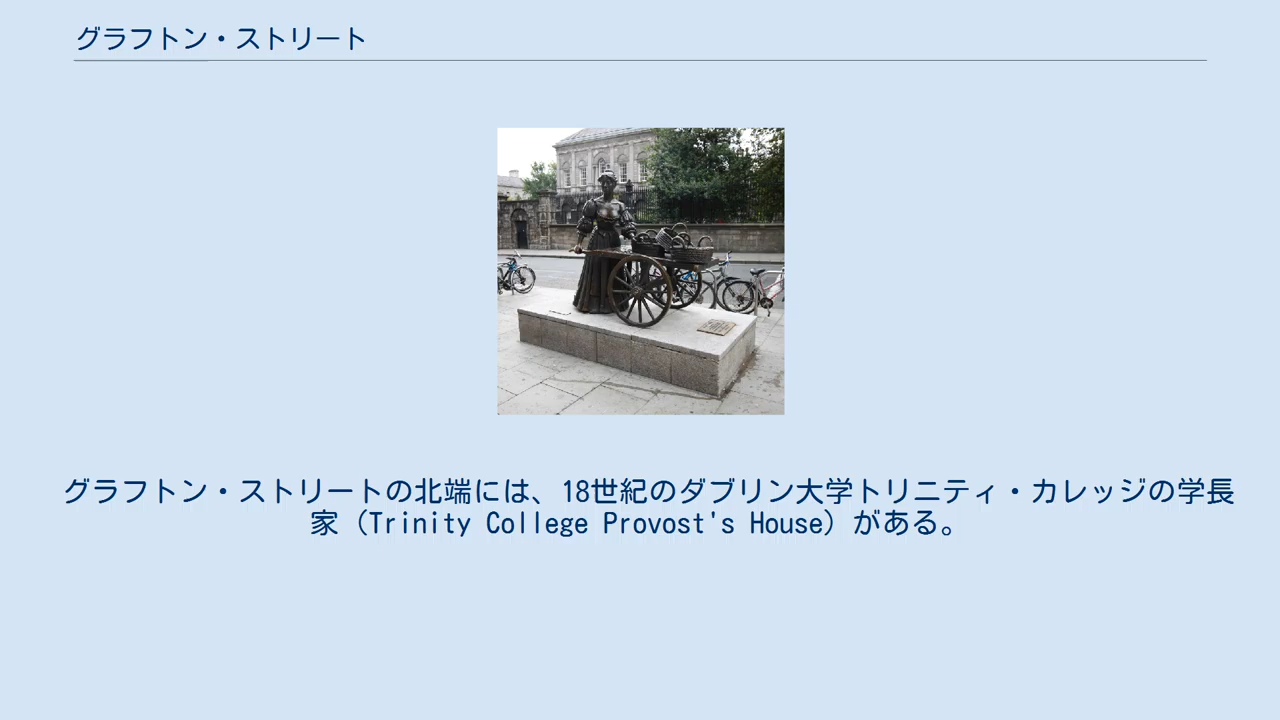 グラフトン・ストリート
グラフトン・ストリートの北端には、18世紀のダブリン大学トリニティ・カレッジの学長
家（Trinity College Provost's House）がある。